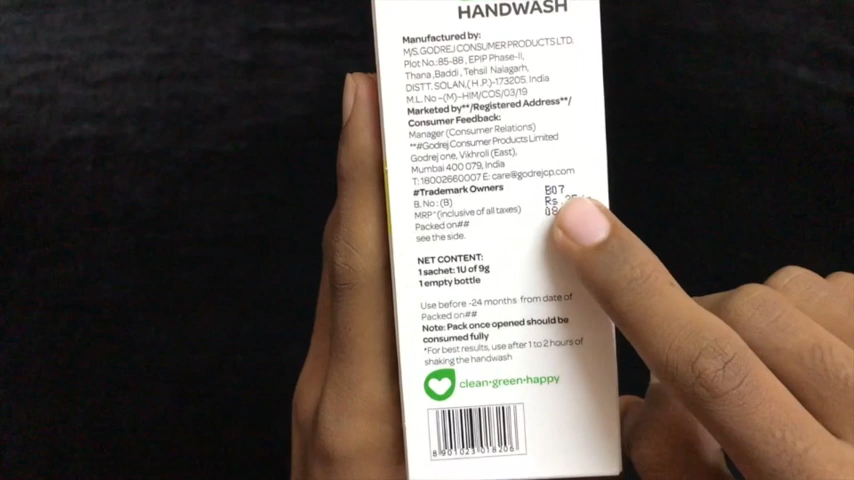 HANDWASH
Manufactured by:
M/S.GODREJ CONSUMER PRODUCTS LTD.
Plot No.:85-88, EPIP Phase-II,
Thana ,Baddi , Tehsil Nalagarh,
DISTT. SOLAN,( H.P.)-173205. India
M.L. No -(M)-HIM/COS/03/19
Marketed by**/Registered Address**/
Consumer Feedback:
Manager (Consumer Relations)
**#Godrej Consumer Products Limited
Godrej one, Vikhroli (East),
Mumbai 400 079, India
T: 18002660007 E: care@godrejcp.com
#Trademark Owners
B. No : (B) B07
MRP* (inclusive of all taxes) Rs
Packed on## 08
see the side.
NET CONTENT:
1 sachet: 1U of 9g
1 empty bottle
Use before -24 months from date of
Packed on##
Note: Pack once opened should be
consumed fully
*For best results, use after 1 to 2 hours of
shaking the handwash
clean•green•happy
8 901023 018206